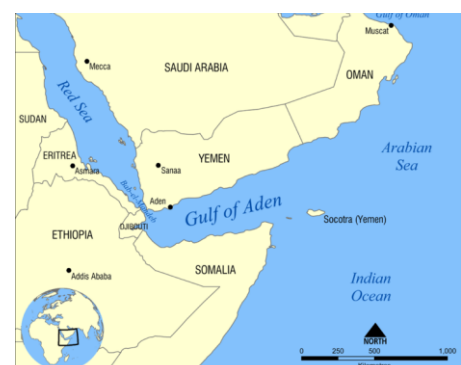 Gulf of Oman
Muscat
Mecca
SAUDI ARABIA
OMAN
Red Sea
SUDAN
Arabian
Sea
ERITREA
Asmara
Sanaa
YEMEN
Bab-el-Mandeb
Aden
Gulf of Aden
DJIBOUTI
Socotra (Yemen)
ETHIOPIA
SOMALIA
Addis Ababa
Indian
Ocean
NORTH
0 250 500 1,000
Kilometers